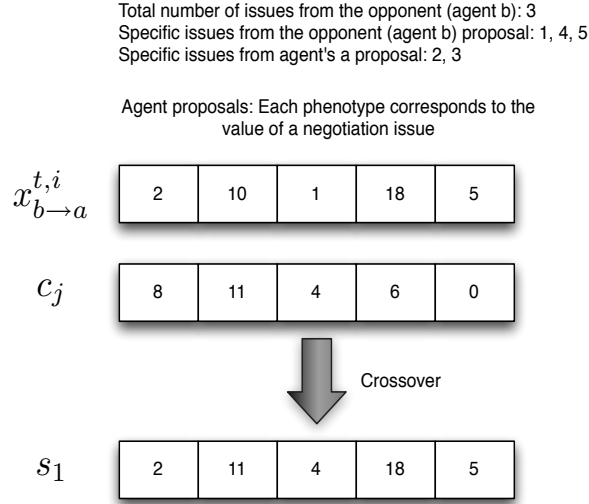 Total number of issues from the opponent (agent b): 3
Specific issues from the opponent (agent b) proposal: 1, 4, 5
Specific issues from agent's a proposal: 2, 3
Agent proposals: Each phenotype corresponds to the
value of a negotiation issue
x^{t,i}_{b→a} 2 10 1 18 5
c_j 8 11 4 6 0
Crossover
s_1 2 11 4 18 5